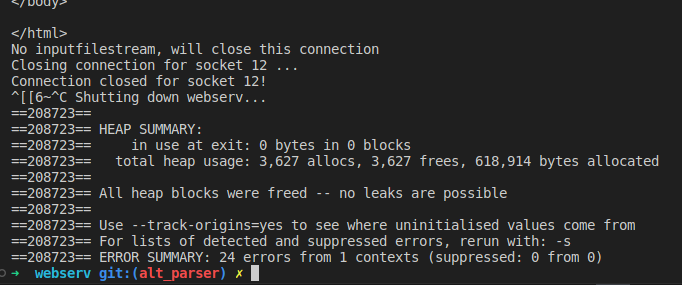 </body>
</html>
No inputfilestream, will close this connection
Closing connection for socket 12 ...
Connection closed for socket 12!
^[[6~^C Shutting down webserv...
==208723==
==208723== HEAP SUMMARY:
==208723==     in use at exit: 0 bytes in 0 blocks
==208723==   total heap usage: 3,627 allocs, 3,627 frees, 618,914 bytes allocated
==208723==
==208723== All heap blocks were freed -- no leaks are possible
==208723==
==208723== Use --track-origins=yes to see where uninitialised values come from
==208723== For lists of detected and suppressed errors, rerun with: -s
==208723== ERROR SUMMARY: 24 errors from 1 contexts (suppressed: 0 from 0)
➜  webserv git:(alt_parser) ✗